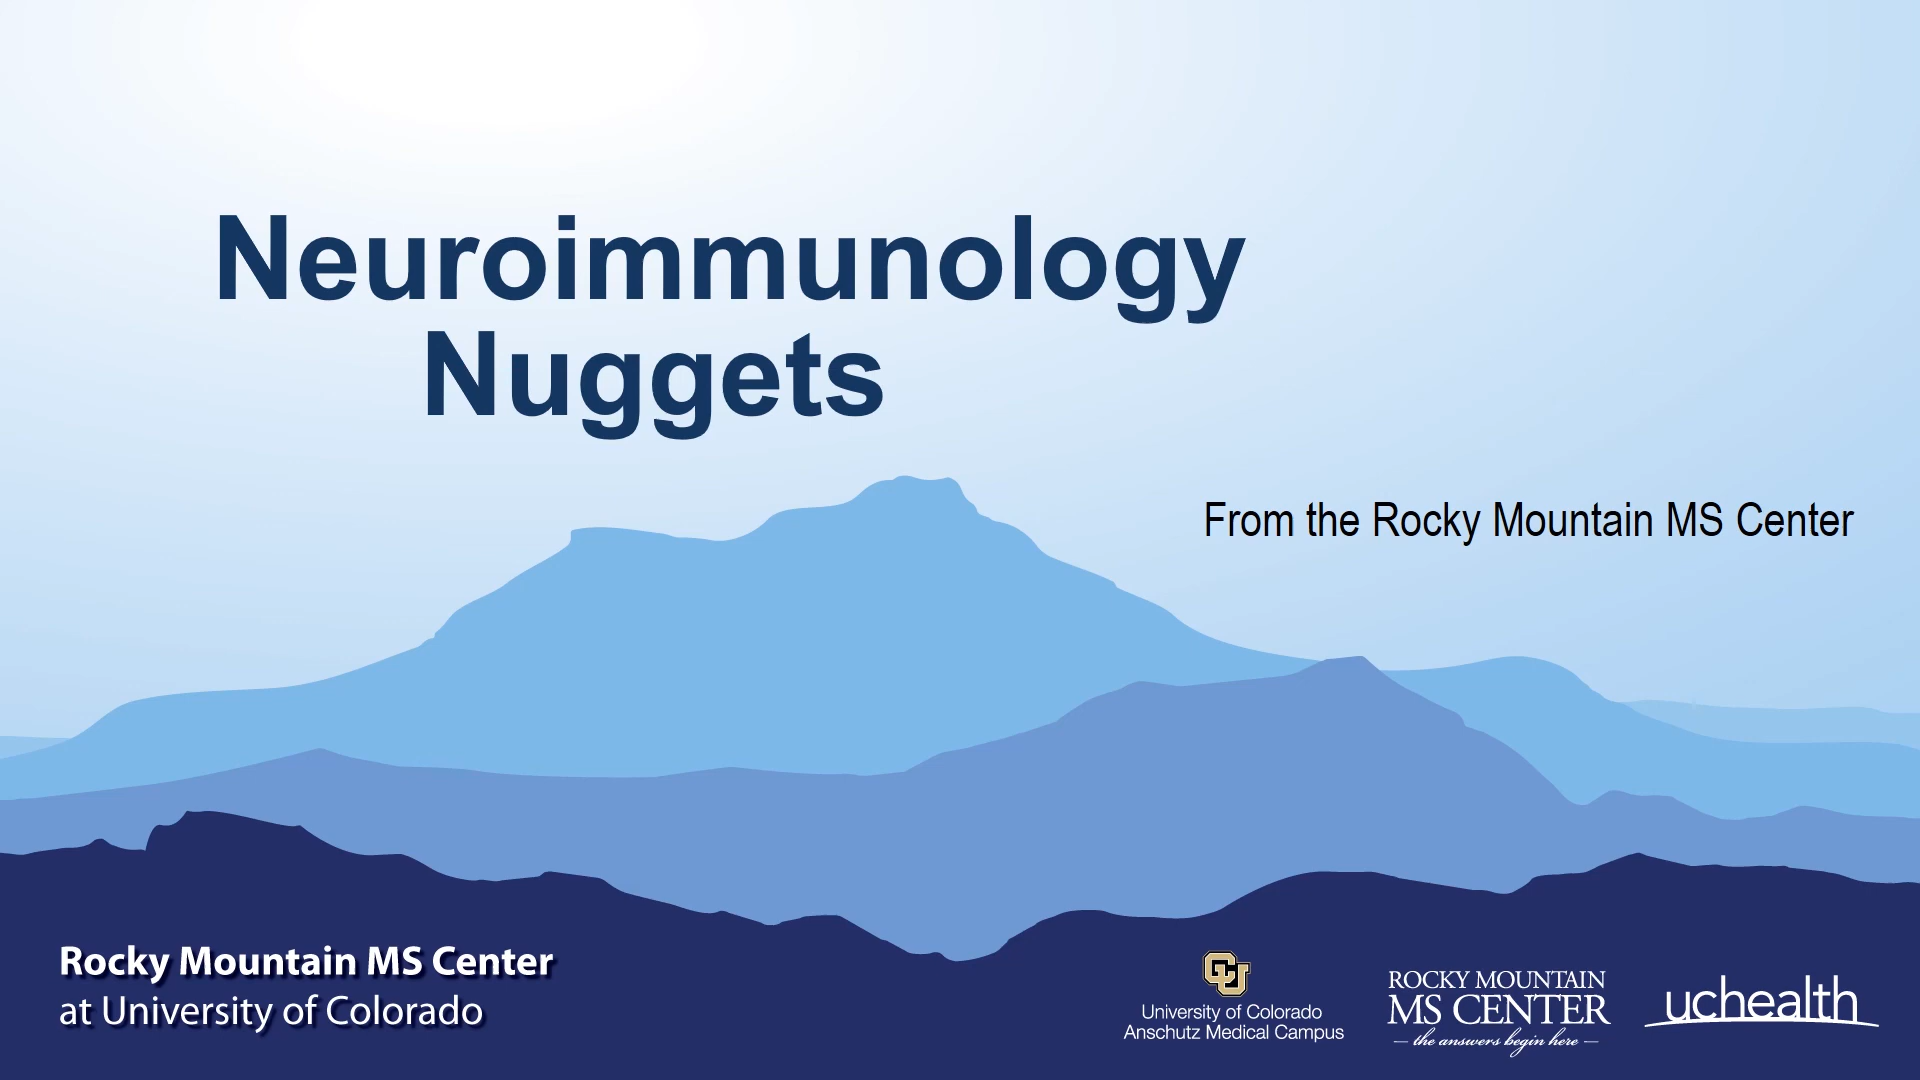 Neuroimmunology
Nuggets
From the Rocky Mountain MS Center
Rocky Mountain MS Center
at University of Colorado
CU
University of Colorado
Anschutz Medical Campus
ROCKY MOUNTAIN
MS CENTER
— the answers begin here —
uchealth